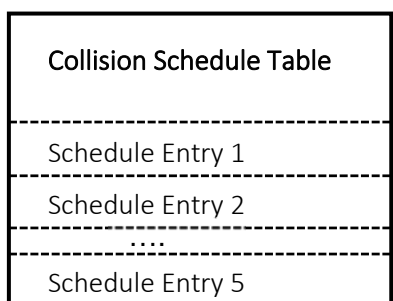 Collision Schedule Table
Schedule Entry 1
Schedule Entry 2
....
Schedule Entry 5